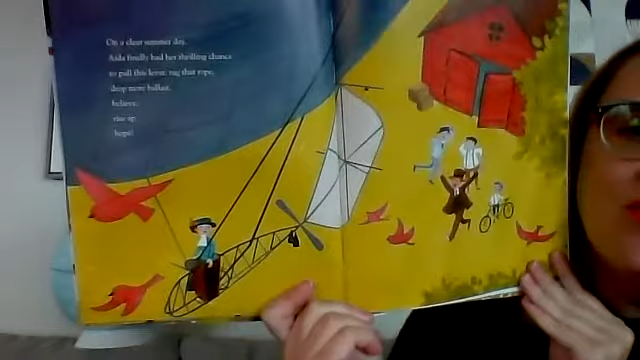 On a clear summer day,
Aida finally had her thrilling chance
to pull this lever, tug that rope,
drop more ballast,
believe,
rise up,
hope!